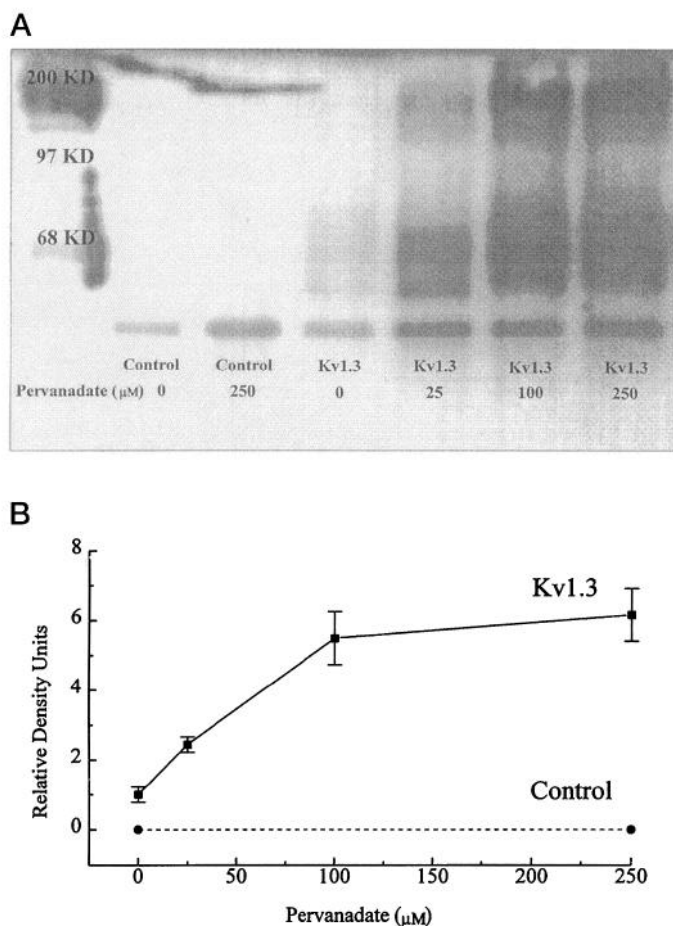 A
200 KD
97 KD
68 KD
Control Control Kv1.3 Kv1.3 Kv1.3 Kv1.3
Pervanadate (μM) 0 250 0 25 100 250
B
8
6
4
2
0
Relative Density Units
Kv1.3
Control
0 50 100 150 200 250
Pervanadate (μM)